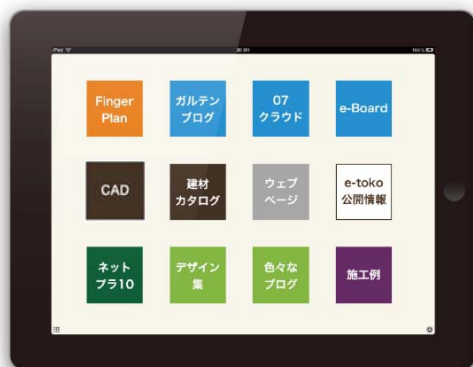 iPad
20:04
100%
Finger
Plan
ガルテン
ブログ
07
クラウド
e-Board
CAD
建材
カタログ
ウェブ
ページ
e-toko
公開情報
ネット
プラ10
デザイン
集
色々な
ブログ
施工例